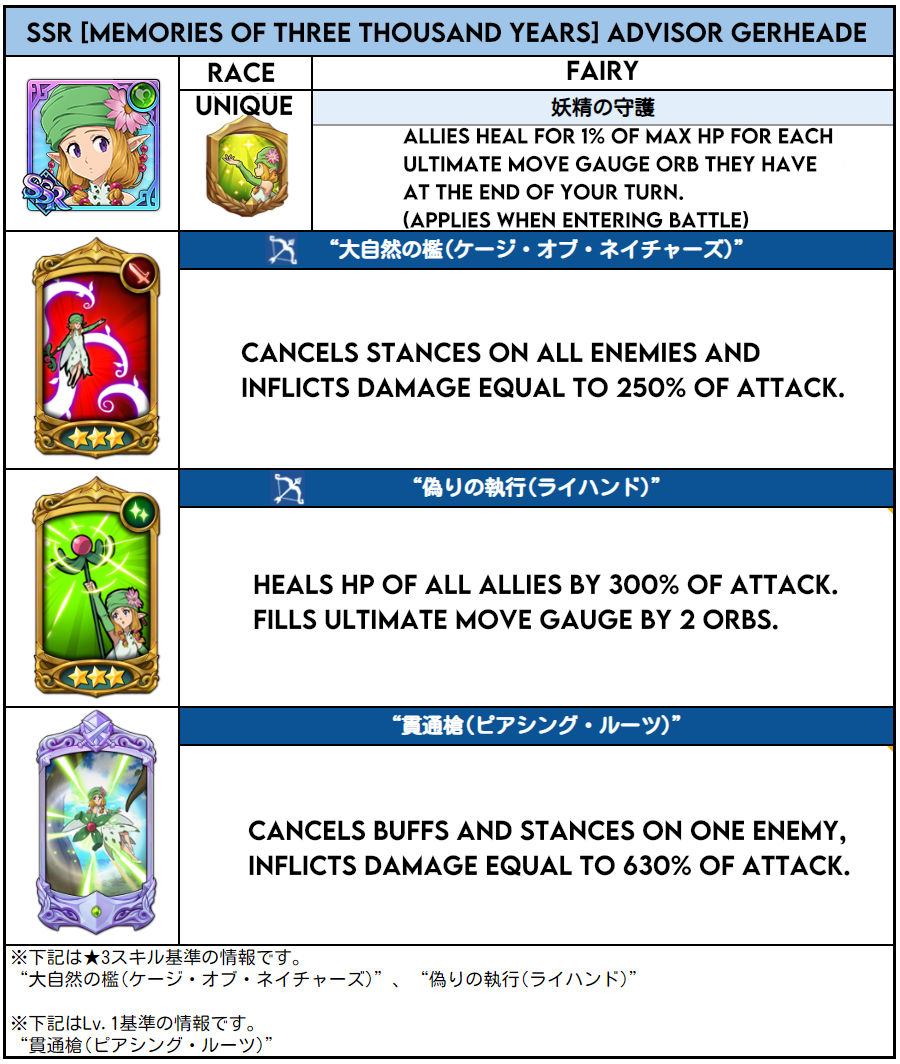 SSR [MEMORIES OF THREE THOUSAND YEARS] ADVISOR GERHEADE
RACE
FAIRY
UNIQUE
妖精の守護
ALLIES HEAL FOR 1% OF MAX HP FOR EACH
ULTIMATE MOVE GAUGE ORB THEY HAVE
AT THE END OF YOUR TURN.
(APPLIES WHEN ENTERING BATTLE)
SSR
“大自然の檻(ケージ・オブ・ネイチャーズ)”
CANCELS STANCES ON ALL ENEMIES AND
INFLICTS DAMAGE EQUAL TO 250% OF ATTACK.
“偽りの執行(ライハンド)”
HEALS HP OF ALL ALLIES BY 300% OF ATTACK.
FILLS ULTIMATE MOVE GAUGE BY 2 ORBS.
“貫通槍(ピアシング・ルーツ)”
CANCELS BUFFS AND STANCES ON ONE ENEMY,
INFLICTS DAMAGE EQUAL TO 630% OF ATTACK.
※下記は★3スキル基準の情報です。
“大自然の檻(ケージ・オブ・ネイチャーズ)”、“偽りの執行(ライハンド)”
※下記はLv.1基準の情報です。
“貫通槍(ピアシング・ルーツ)”